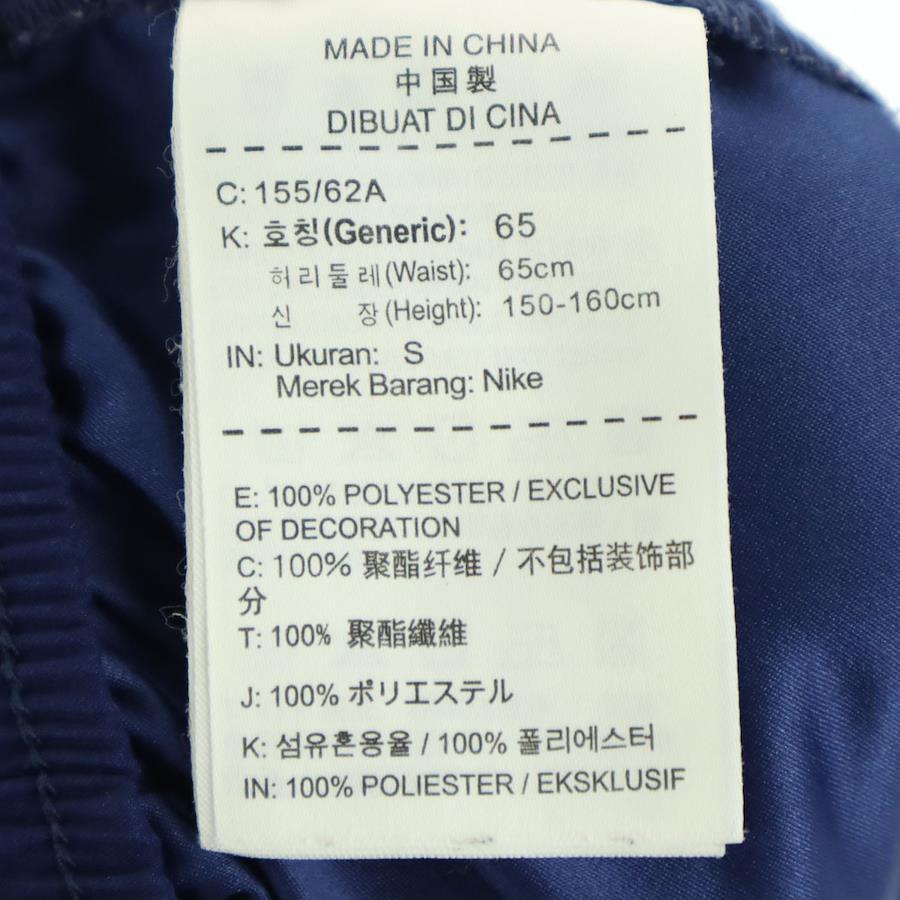 MADE IN CHINA
中国製
DIBUAT DI CINA
C: 155/62A
K: 호칭(Generic): 65
허리둘레(Waist): 65cm
신 장(Height): 150-160cm
IN: Ukuran: S
Merek Barang: Nike
E: 100% POLYESTER / EXCLUSIVE
OF DECORATION
C: 100% 聚酯纤维 / 不包括装饰部
分
T: 100% 聚酯纖維
J: 100% ポリエステル
K: 섬유혼용율 / 100% 폴리에스터
IN: 100% POLIESTER / EKSKLUSIF